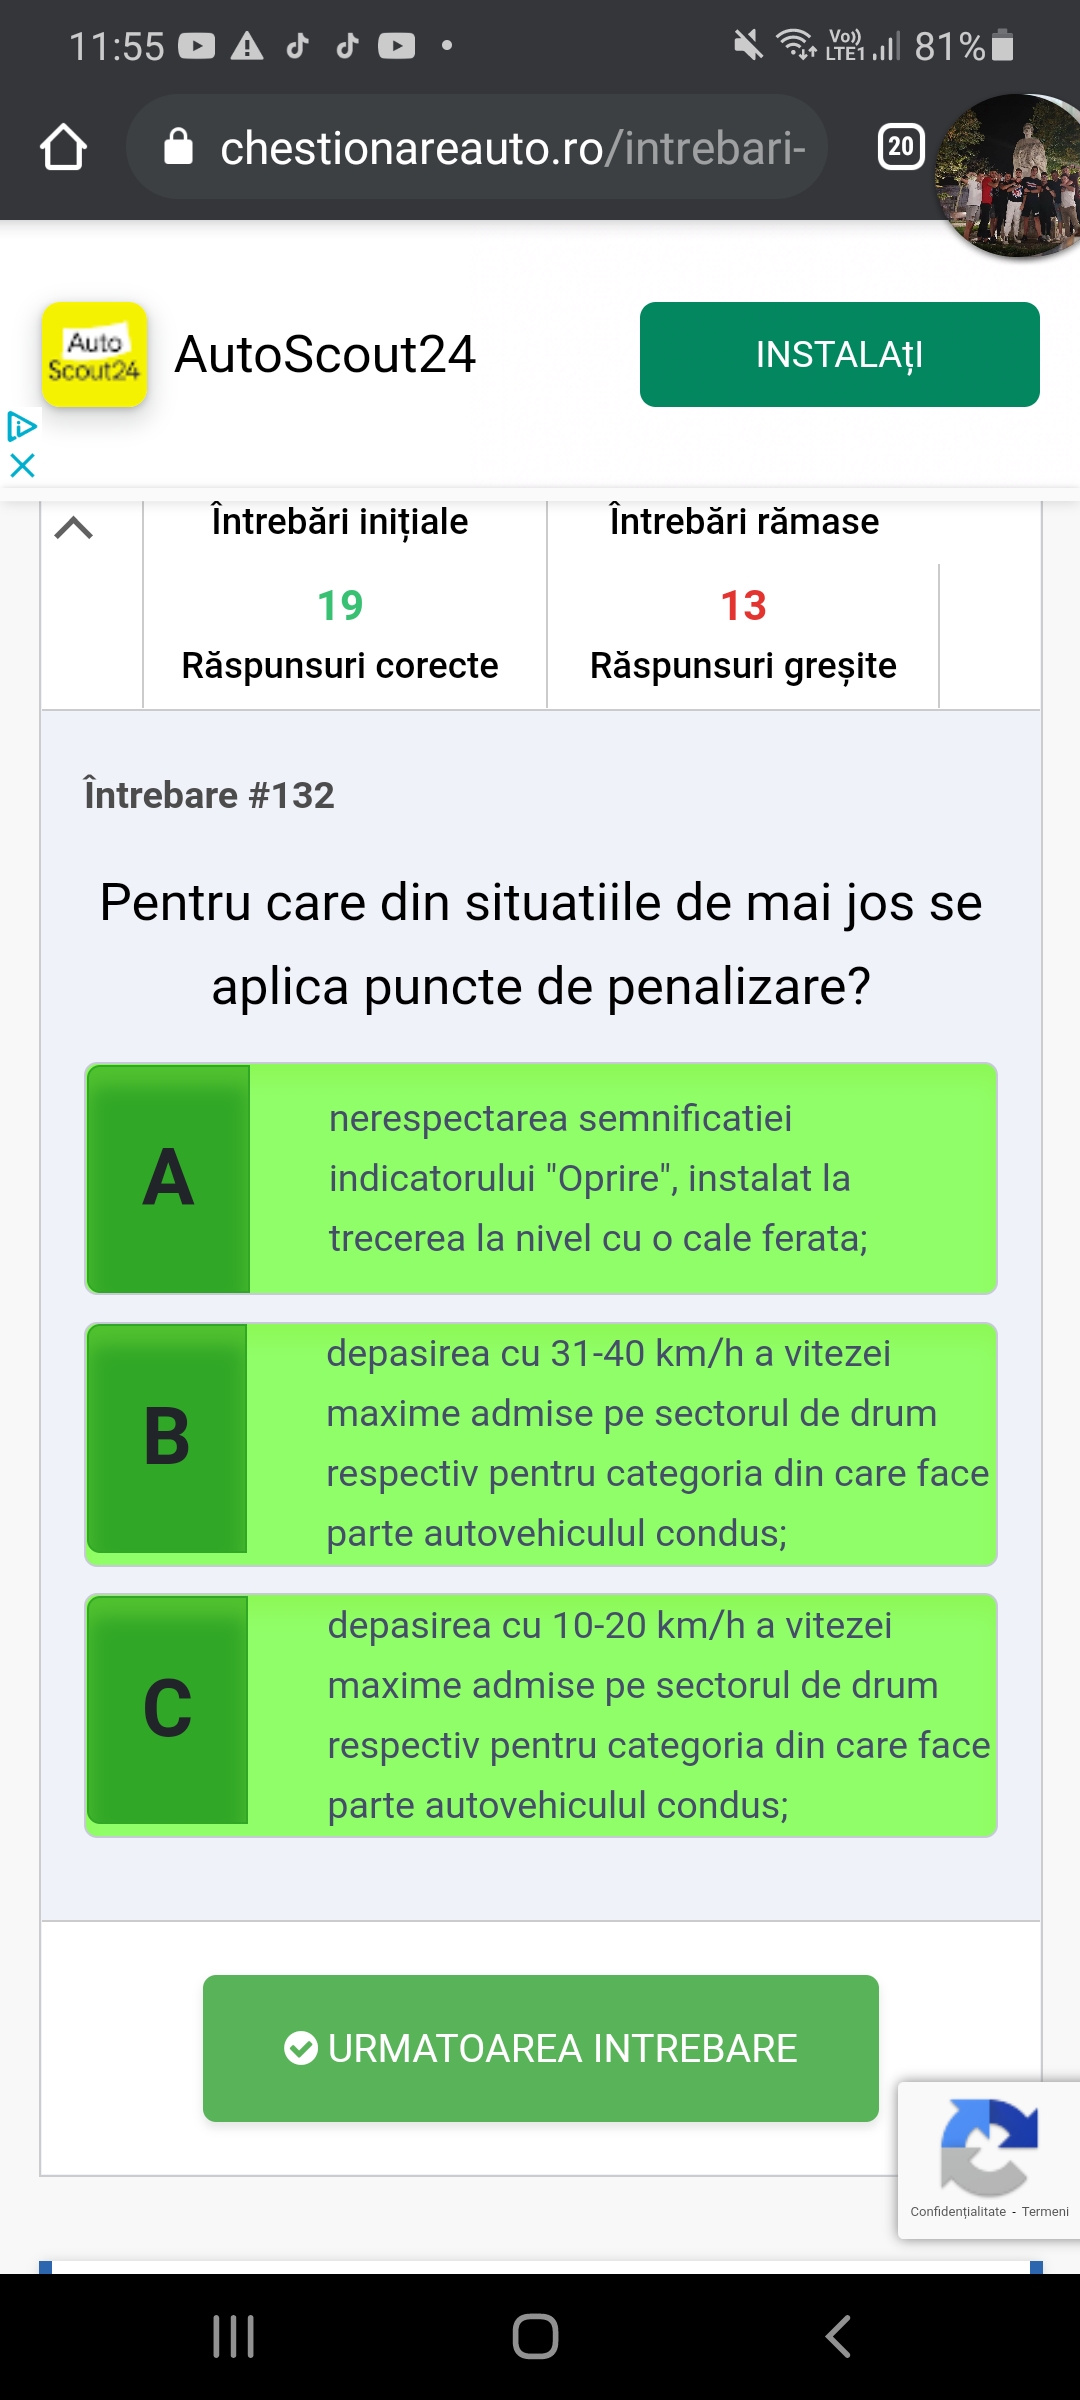 11:55
Vo)) LTE1
81%
chestionareauto.ro/intrebari-
20
Auto
Scout24
AutoScout24
INSTALAțI
Întrebări inițiale
Întrebări rămase
19
13
Răspunsuri corecte
Răspunsuri greșite
Întrebare #132
Pentru care din situatiile de mai jos se
aplica puncte de penalizare?
A
nerespectarea semnificatiei
indicatorului "Oprire", instalat la
trecerea la nivel cu o cale ferata;
B
depasirea cu 31-40 km/h a vitezei
maxime admise pe sectorul de drum
respectiv pentru categoria din care face
parte autovehiculul condus;
C
depasirea cu 10-20 km/h a vitezei
maxime admise pe sectorul de drum
respectiv pentru categoria din care face
parte autovehiculul condus;
URMATOAREA INTREBARE
Confidențialitate - Termeni